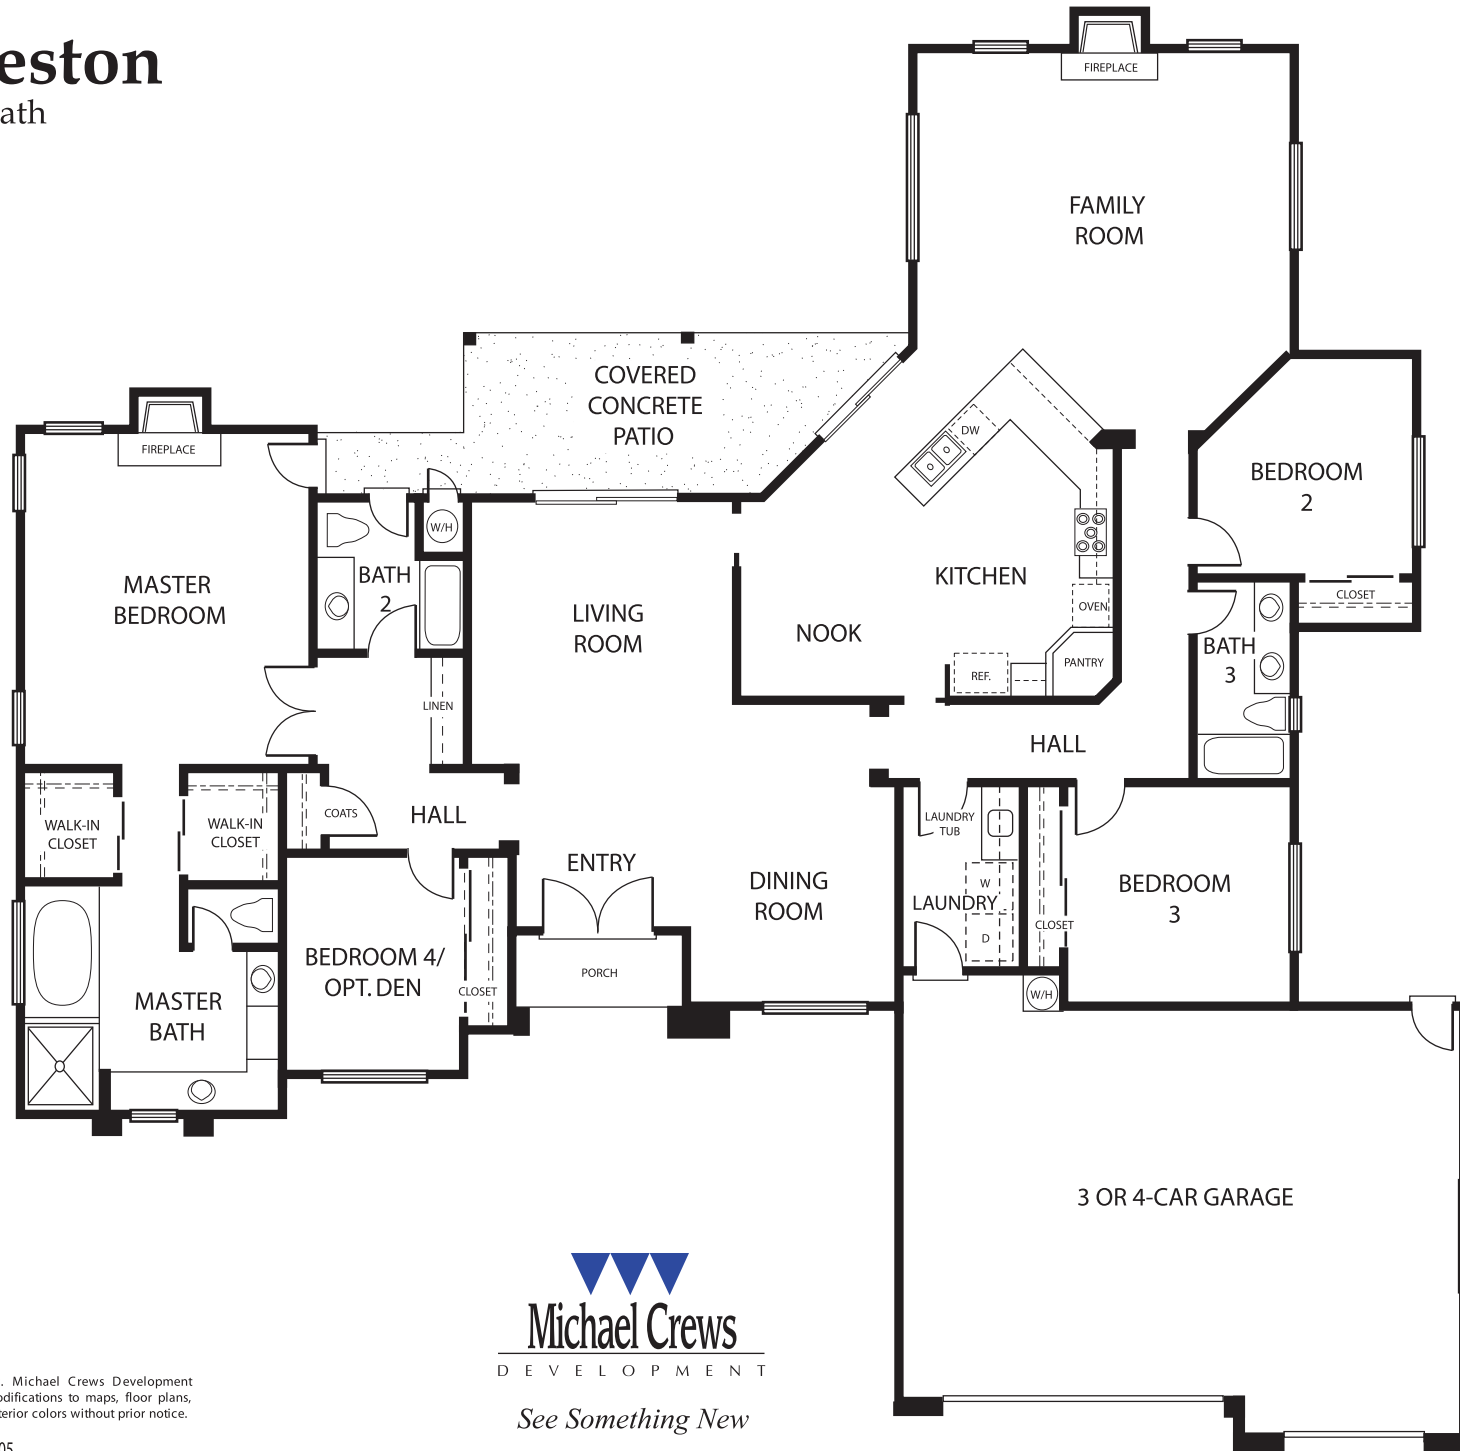 eston
ath
FIREPLACE
FAMILY
ROOM
COVERED
CONCRETE
PATIO
FIREPLACE
DW
BEDROOM
2
W/H
MASTER
BEDROOM
BATH
2
KITCHEN
LIVING
ROOM
NOOK
OVEN
CLOSET
BATH
3
PANTRY
REF.
LINEN
HALL
WALK-IN
CLOSET
WALK-IN
CLOSET
COATS
HALL
LAUNDRY
TUB
ENTRY
DINING
ROOM
W
LAUNDRY
D
BEDROOM
3
CLOSET
BEDROOM 4/
OPT. DEN
CLOSET
PORCH
W/H
MASTER
BATH
3 OR 4-CAR GARAGE
Michael Crews
DEVELOPMENT
See Something New
. Michael Crews Development
odifications to maps, floor plans,
terior colors without prior notice.
05